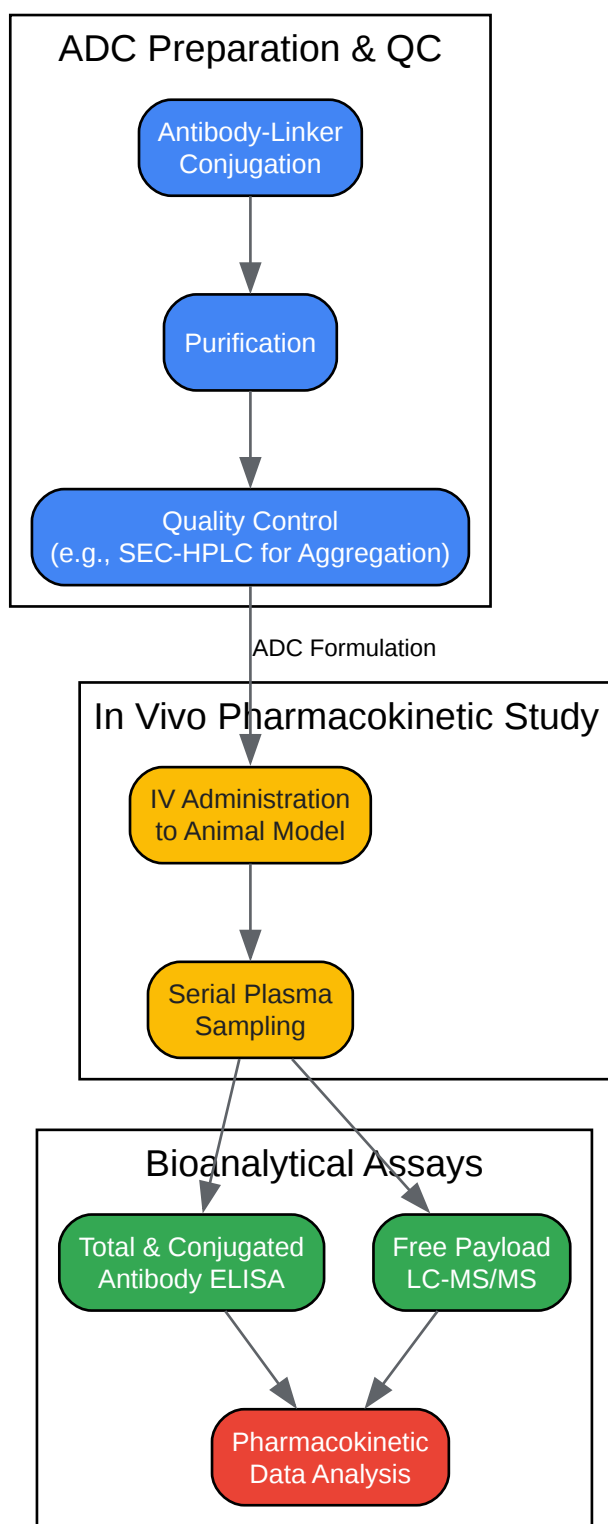 ADC Preparation & QC
Antibody-Linker
Conjugation
Purification
Quality Control
(e.g., SEC-HPLC for Aggregation)
ADC Formulation
In Vivo Pharmacokinetic Study
IV Administration
to Animal Model
Serial Plasma
Sampling
Bioanalytical Assays
Total & Conjugated
Antibody ELISA
Free Payload
LC-MS/MS
Pharmacokinetic
Data Analysis